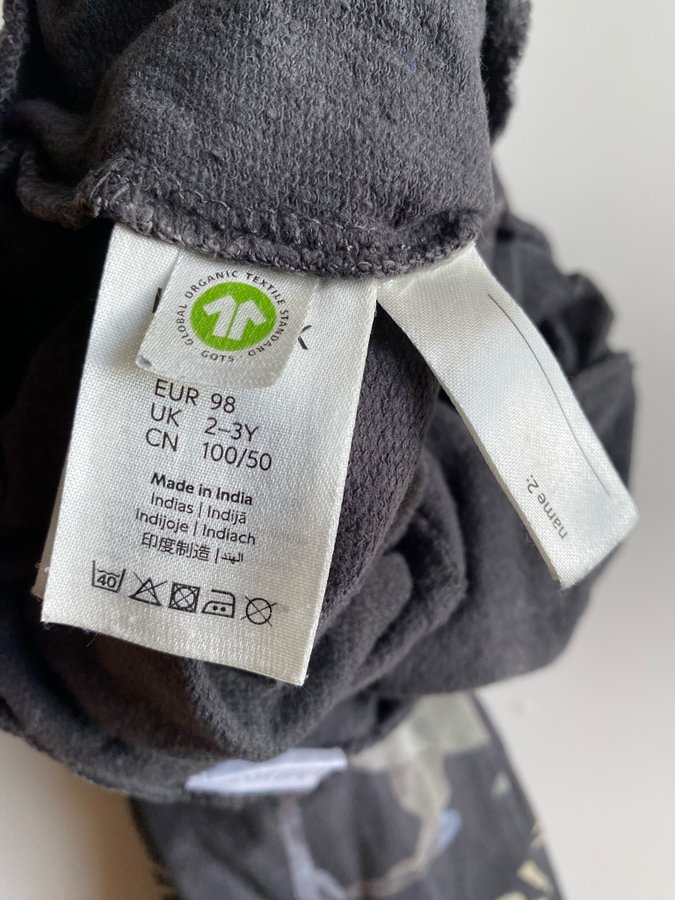 GLOBAL ORGANIC TEXTILE STANDARD
GOTS
EUR 98
UK 2–3Y
CN 100/50
Made in India
Indias | Indijā
Indijoje | Indiach
印度制造 | الهند
40
name 2: